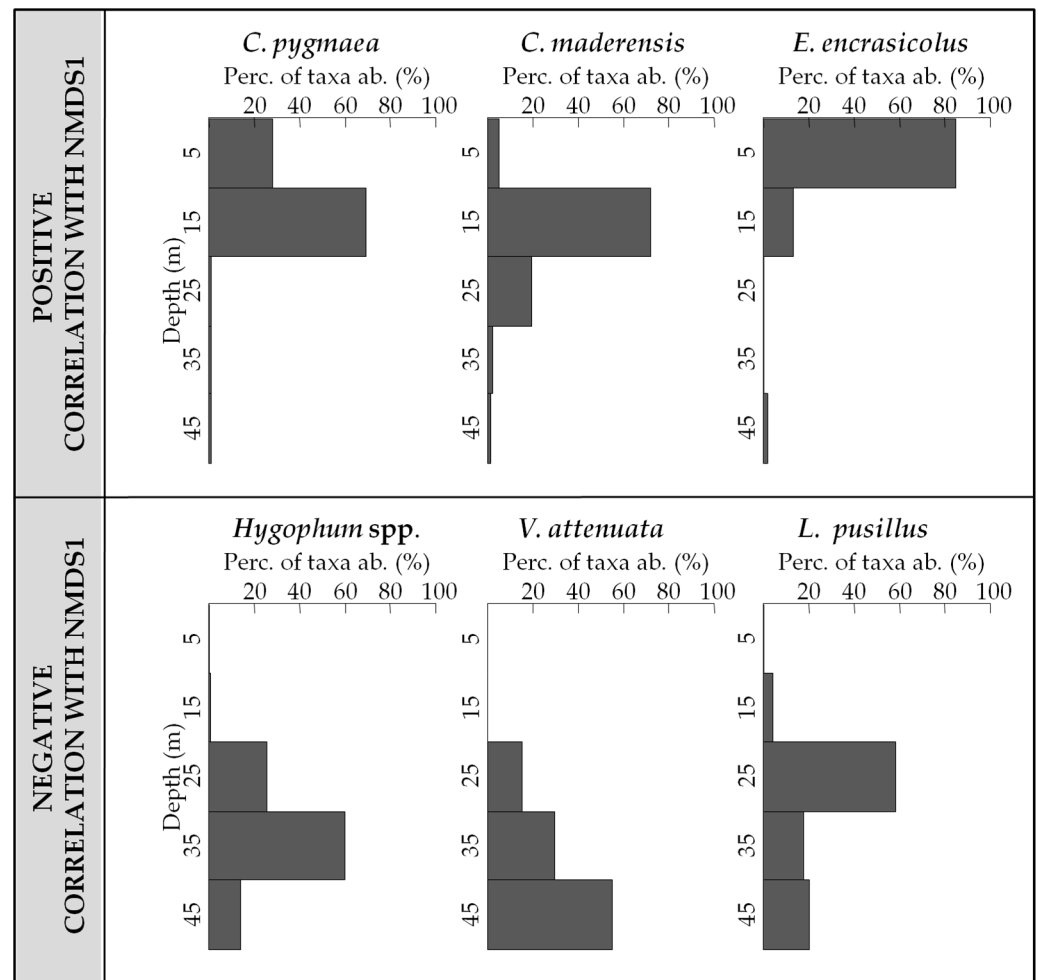 POSITIVE
CORRELATION WITH NMDS1
C. pygmaea
Perc. of taxa ab. (%)
20 40 60 80 100
Depth (m)
5
15
25
35
45
C. maderensis
Perc. of taxa ab. (%)
20 40 60 80 100
5
15
25
35
45
E. encrasicolus
Perc. of taxa ab. (%)
20 40 60 80 100
5
15
25
35
45
NEGATIVE
CORRELATION WITH NMDS1
Hygophum spp.
Perc. of taxa ab. (%)
20 40 60 80 100
Depth (m)
5
15
25
35
45
V. attenuata
Perc. of taxa ab. (%)
20 40 60 80 100
5
15
25
35
45
L. pusillus
Perc. of taxa ab. (%)
20 40 60 80 100
5
15
25
35
45